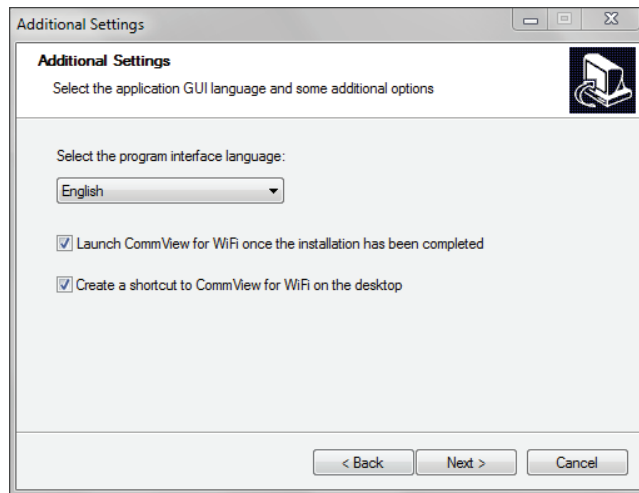 Additional Settings
Additional Settings
Select the application GUI language and some additional options
Select the program interface language:
English
Launch CommView for WiFi once the installation has been completed
Create a shortcut to CommView for WiFi on the desktop
< Back Next > Cancel